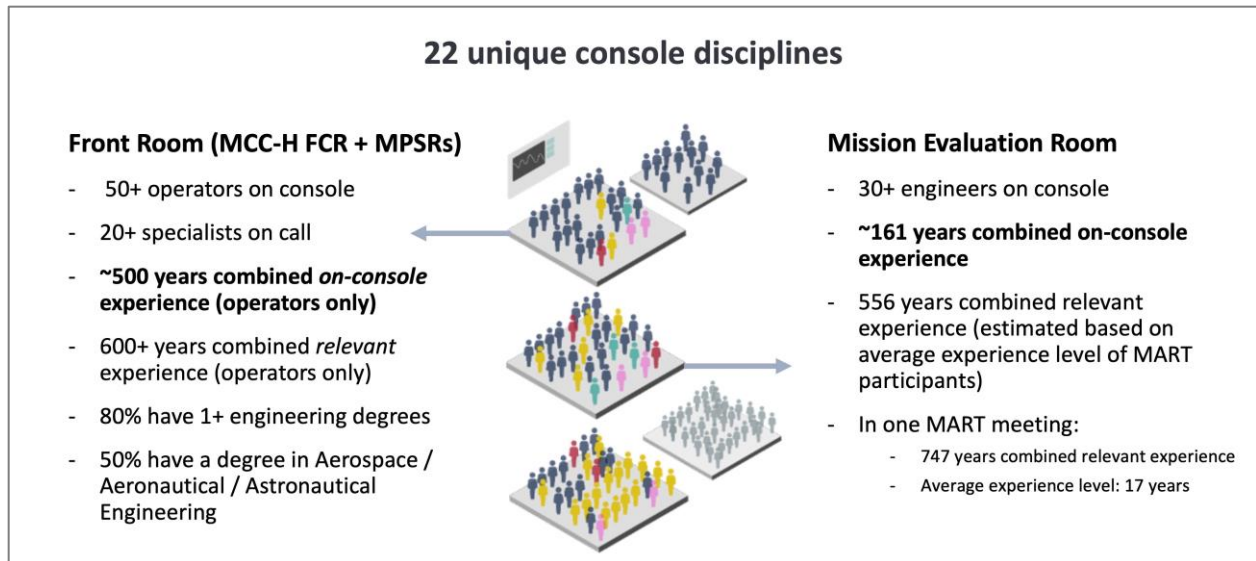 22 unique console disciplines
Front Room (MCC-H FCR + MPSRs)
- 50+ operators on console
- 20+ specialists on call
- ~500 years combined on-console
experience (operators only)
- 600+ years combined relevant
experience (operators only)
- 80% have 1+ engineering degrees
- 50% have a degree in Aerospace /
Aeronautical / Astronautical
Engineering
Mission Evaluation Room
- 30+ engineers on console
- ~161 years combined on-console
experience
- 556 years combined relevant
experience (estimated based on
average experience level of MART
participants)
- In one MART meeting:
- 747 years combined relevant experience
- Average experience level: 17 years